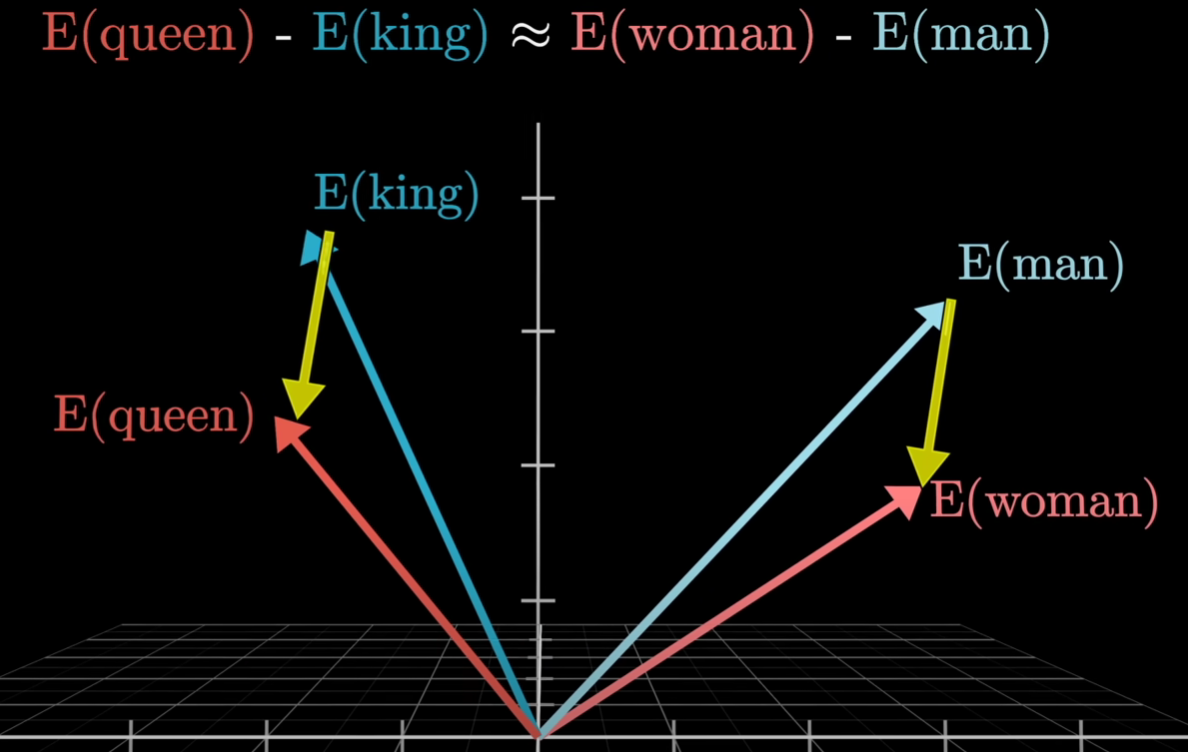 E(queen) - E(king) ≈ E(woman) - E(man)
E(king)
E(man)
E(queen)
E(woman)